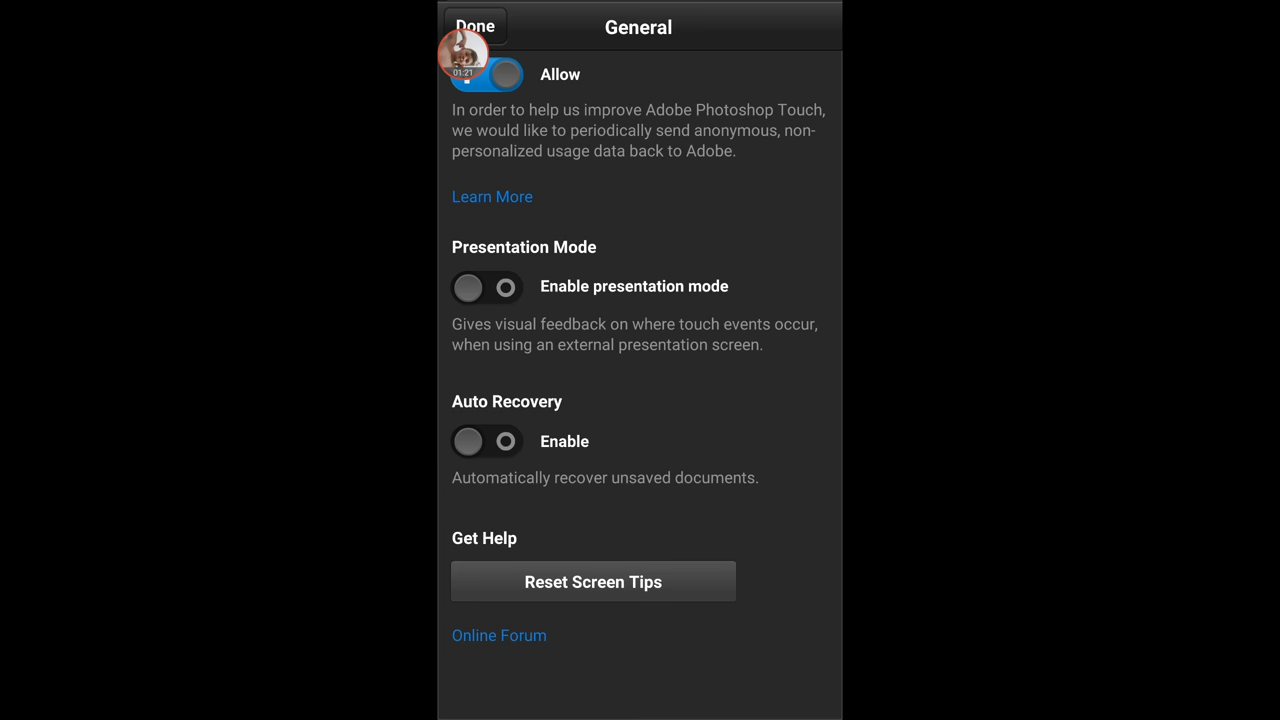 Done
General
01:21
Allow
In order to help us improve Adobe Photoshop Touch,
we would like to periodically send anonymous, non-
personalized usage data back to Adobe.
Learn More
Presentation Mode
Enable presentation mode
Gives visual feedback on where touch events occur,
when using an external presentation screen.
Auto Recovery
Enable
Automatically recover unsaved documents.
Get Help
Reset Screen Tips
Online Forum